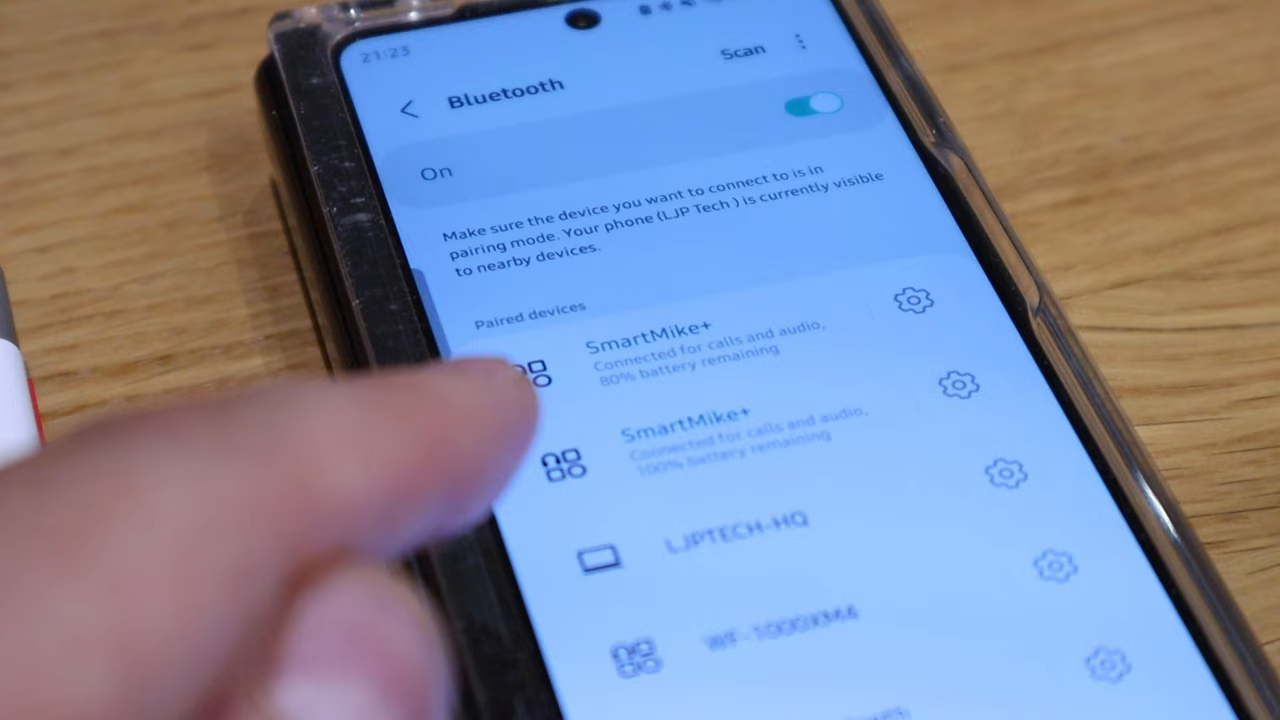 21:23
Scan
Bluetooth
On
Make sure the device you want to connect to is in
pairing mode. Your phone (LJP Tech ) is currently visible
to nearby devices.
Paired devices
SmartMike+
Connected for calls and audio,
80% battery remaining
SmartMike+
Connected for calls and audio,
100% battery remaining
LJPTECH-HQ
WF-1000XM4